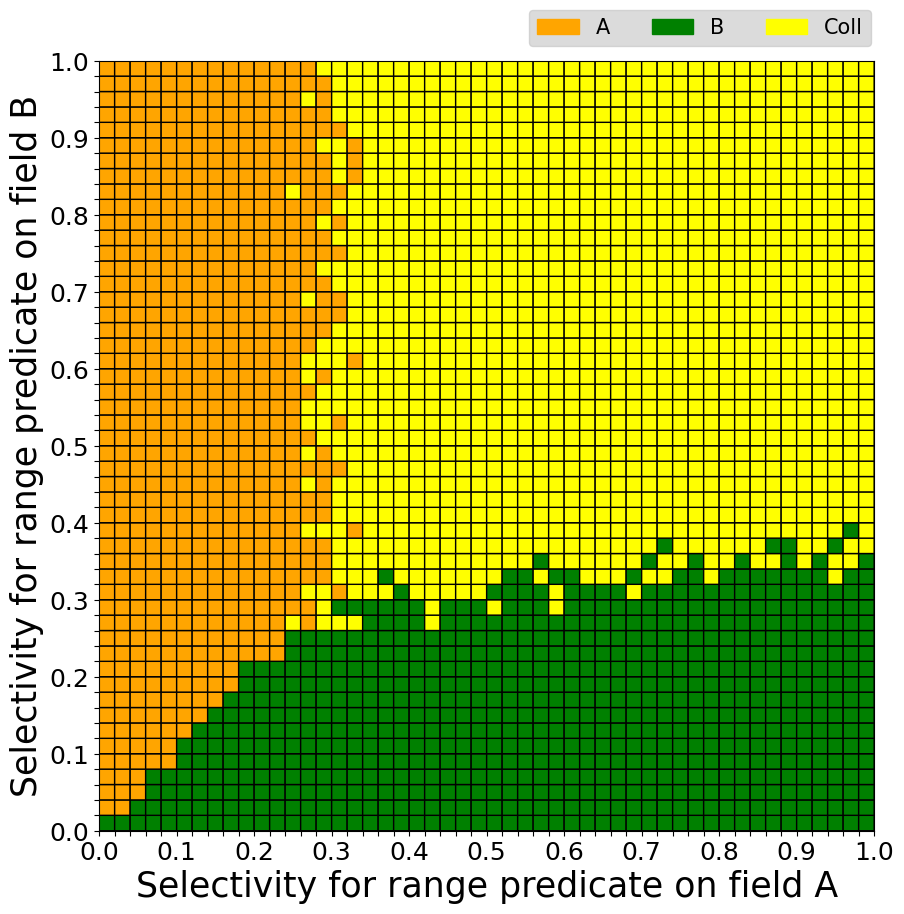 A B Coll
Selectivity for range predicate on field B
1.0
0.9
0.8
0.7
0.6
0.5
0.4
0.3
0.2
0.1
0.0
0.0 0.1 0.2 0.3 0.4 0.5 0.6 0.7 0.8 0.9 1.0
Selectivity for range predicate on field A